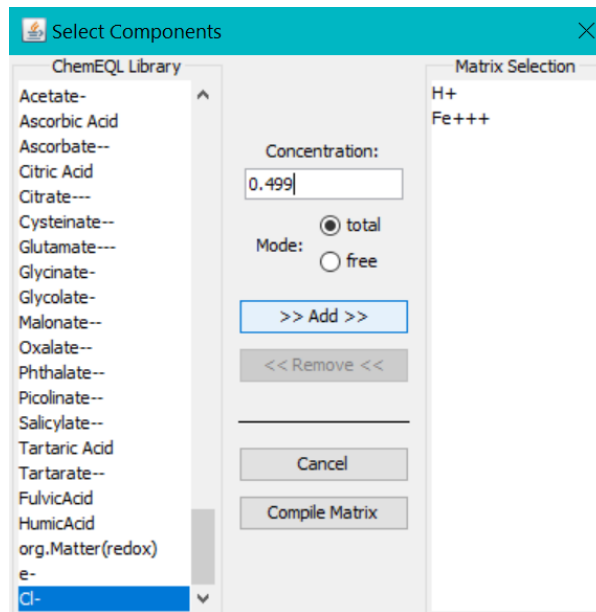 Select Components
ChemEQL Library
Acetate-
Ascorbic Acid
Ascorbate--
Citric Acid
Citrate---
Cysteinate--
Glutamate---
Glycinate-
Glycolate-
Malonate--
Oxalate--
Phthalate--
Picolinate--
Salicylate--
Tartaric Acid
Tartarate--
FulvicAcid
HumicAcid
org.Matter(redox)
e-
Cl-
Concentration:
0.499
Mode:
total
free
>> Add >>
<< Remove <<
Cancel
Compile Matrix
Matrix Selection
H+
Fe+++